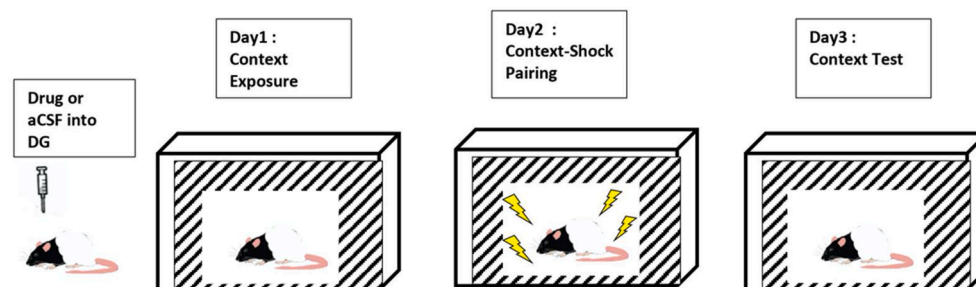 Drug or
aCSF into
DG
Day1 :
Context
Exposure
Day2 :
Context-Shock
Pairing
Day3 :
Context Test